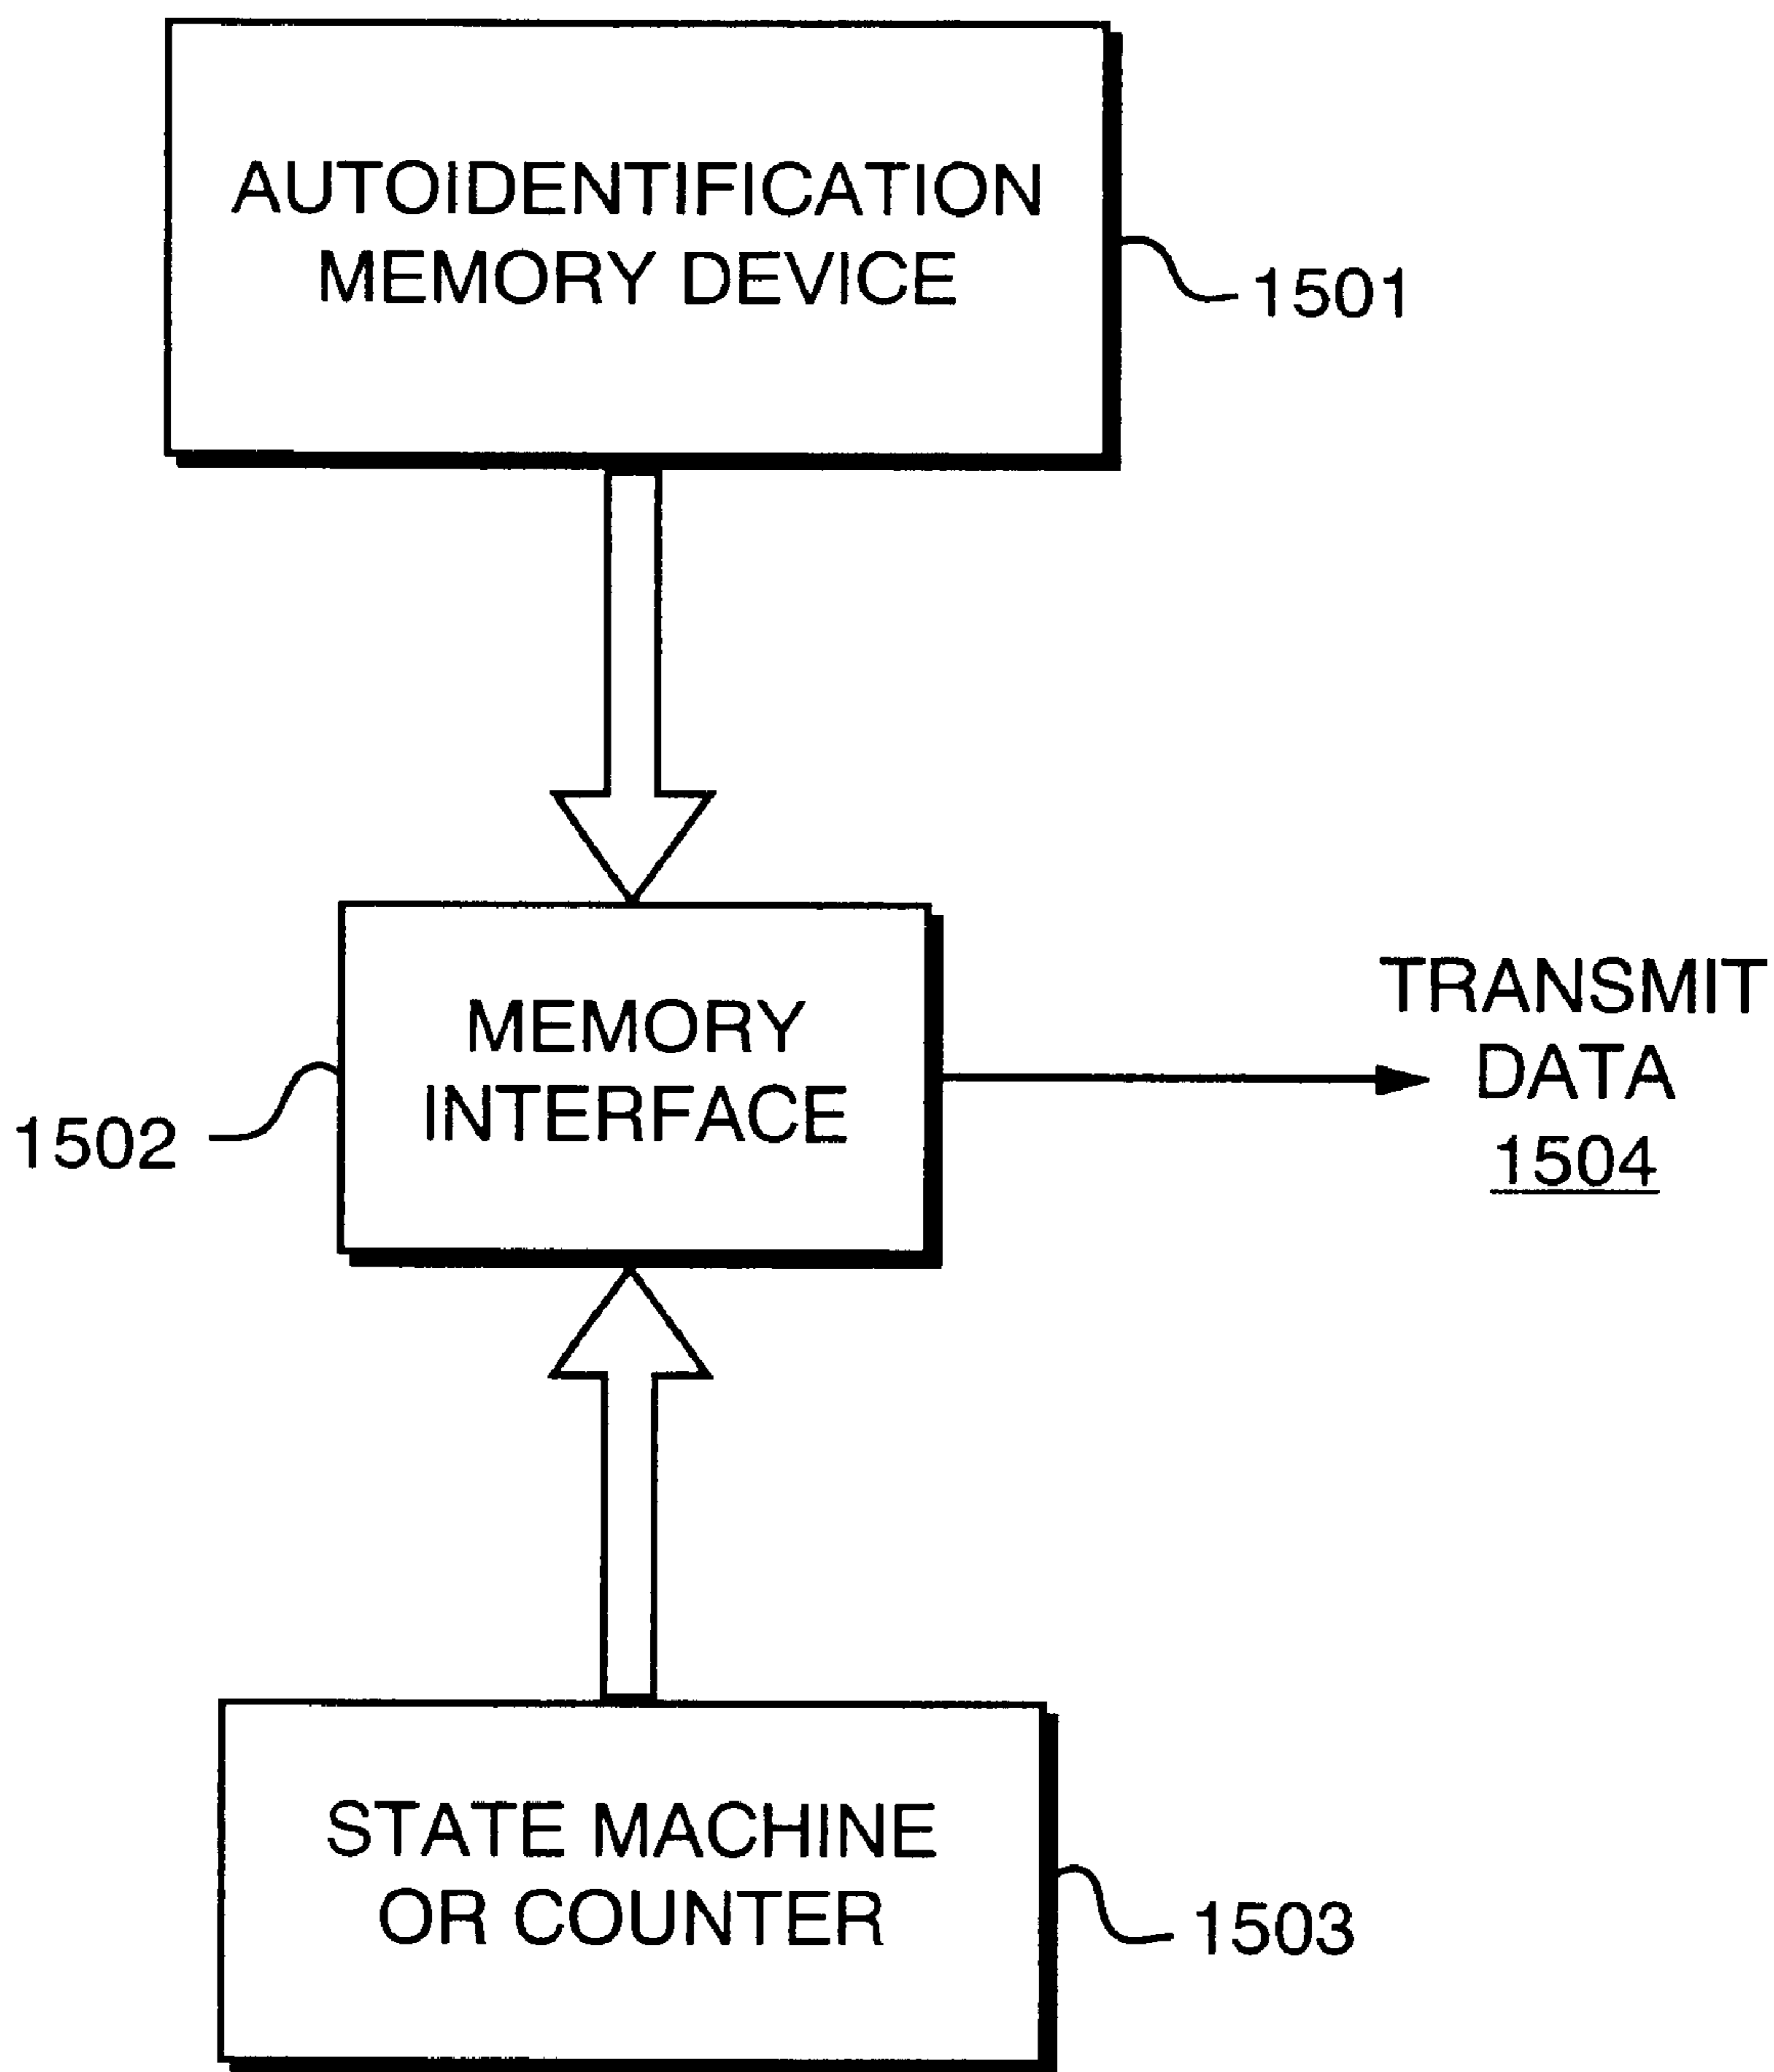 AUTOIDENTIFICATION
MEMORY DEVICE
1501
MEMORY
INTERFACE
1502
TRANSMIT
DATA
1504
STATE MACHINE
OR COUNTER
1503